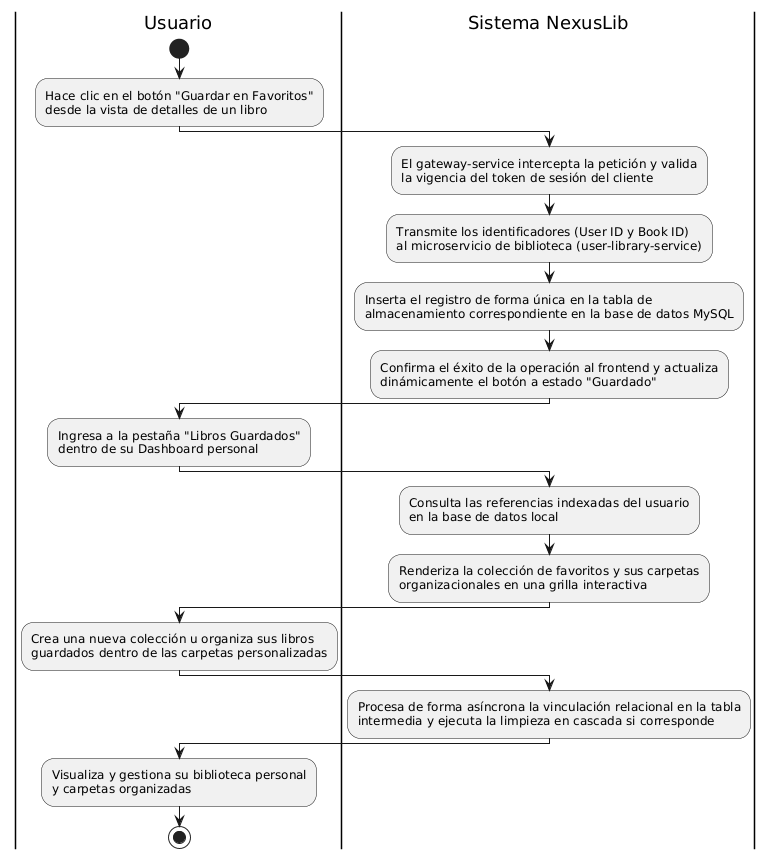 Usuario
Sistema NexusLib
Hace clic en el botón "Guardar en Favoritos"
desde la vista de detalles de un libro
El gateway-service intercepta la petición y valida
la vigencia del token de sesión del cliente
Transmite los identificadores (User ID y Book ID)
al microservicio de biblioteca (user-library-service)
Inserta el registro de forma única en la tabla de
almacenamiento correspondiente en la base de datos MySQL
Confirma el éxito de la operación al frontend y actualiza
dinámicamente el botón a estado "Guardado"
Ingresa a la pestaña "Libros Guardados"
dentro de su Dashboard personal
Consulta las referencias indexadas del usuario
en la base de datos local
Renderiza la colección de favoritos y sus carpetas
organizacionales en una grilla interactiva
Crea una nueva colección u organiza sus libros
guardados dentro de las carpetas personalizadas
Procesa de forma asíncrona la vinculación relacional en la tabla
intermedia y ejecuta la limpieza en cascada si corresponde
Visualiza y gestiona su biblioteca personal
y carpetas organizadas